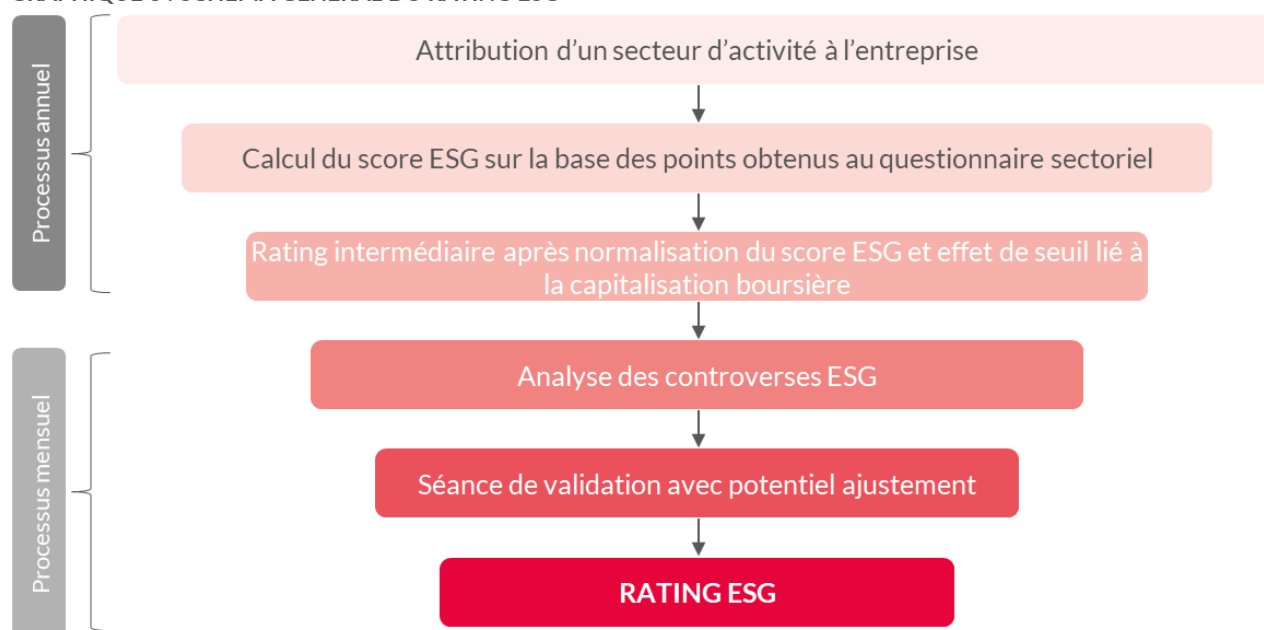 Processus annuel
Attribution d’un secteur d’activité à l’entreprise
Calcul du score ESG sur la base des points obtenus au questionnaire sectoriel
Rating intermédiaire après normalisation du score ESG et effet de seuil lié à
la capitalisation boursière
Processus mensuel
Analyse des controverses ESG
Séance de validation avec potentiel ajustement
RATING ESG